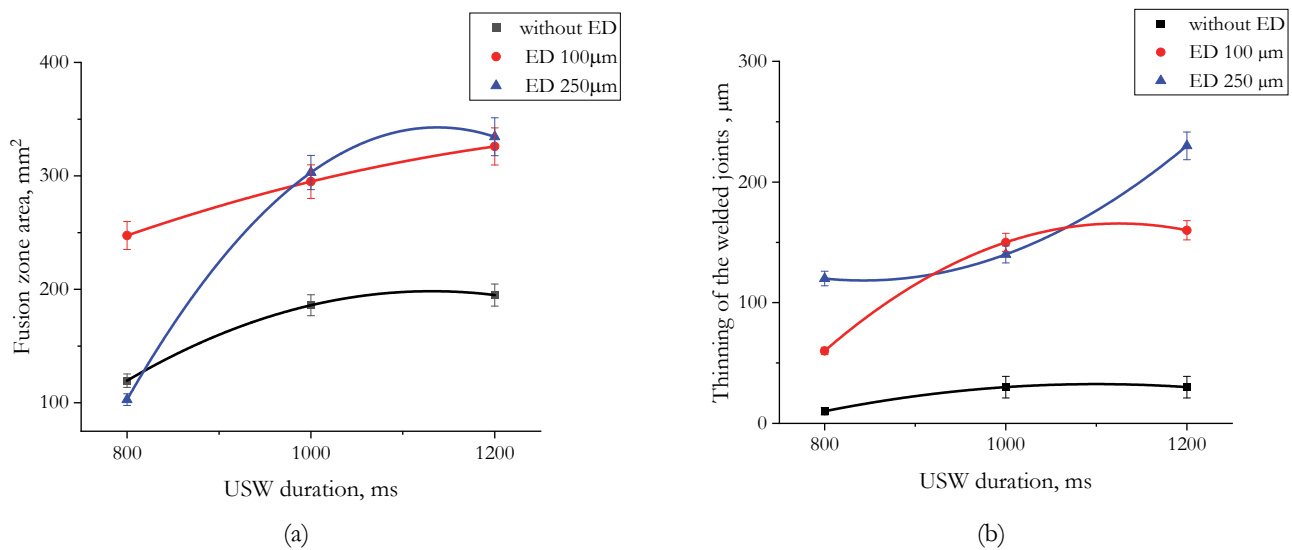 without ED
ED 100μm
ED 250μm
400
300
200
100
Fusion zone area, mm²
800
1000
1200
USW duration, ms
(a)
without ED
ED 100 μm
ED 250 μm
300
200
100
0
Thinning of the welded joints , μm
800
1000
1200
USW duration, ms
(b)